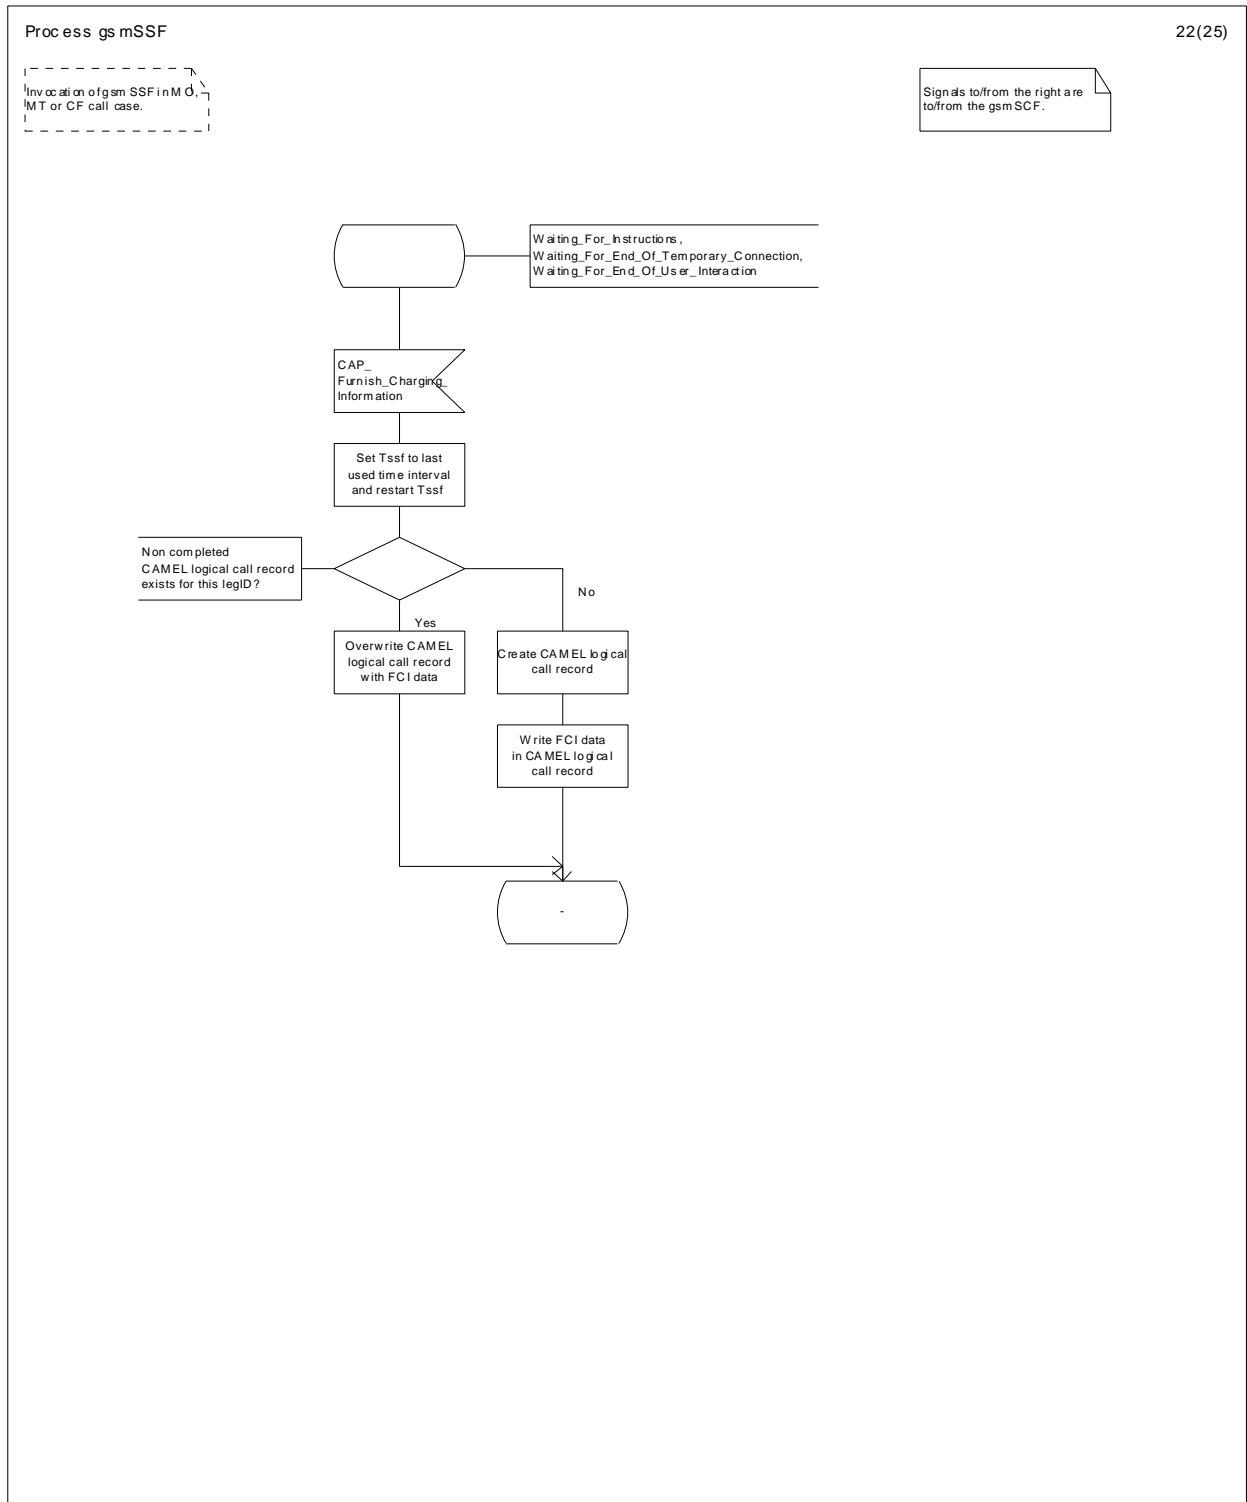 Process gsmSSF
22(25)
Invocation of gsmSSF in MO,
MT or CF call case.
Signals to/from the right are
to/from the gsmSCF.
Waiting_For_Instructions,
Waiting_For_End_Of_Temporary_Connection,
Waiting_For_End_Of_User_Interaction
CAP_
Furnish_Charging_
Information
Set Tssf to last
used time interval
and restart Tssf
Non completed
CAMEL logical call record
exists for this legID?
No
Yes
Overwrite CAMEL
logical call record
with FCI data
Create CAMEL logical
call record
Write FCI data
in CAMEL logical
call record
-